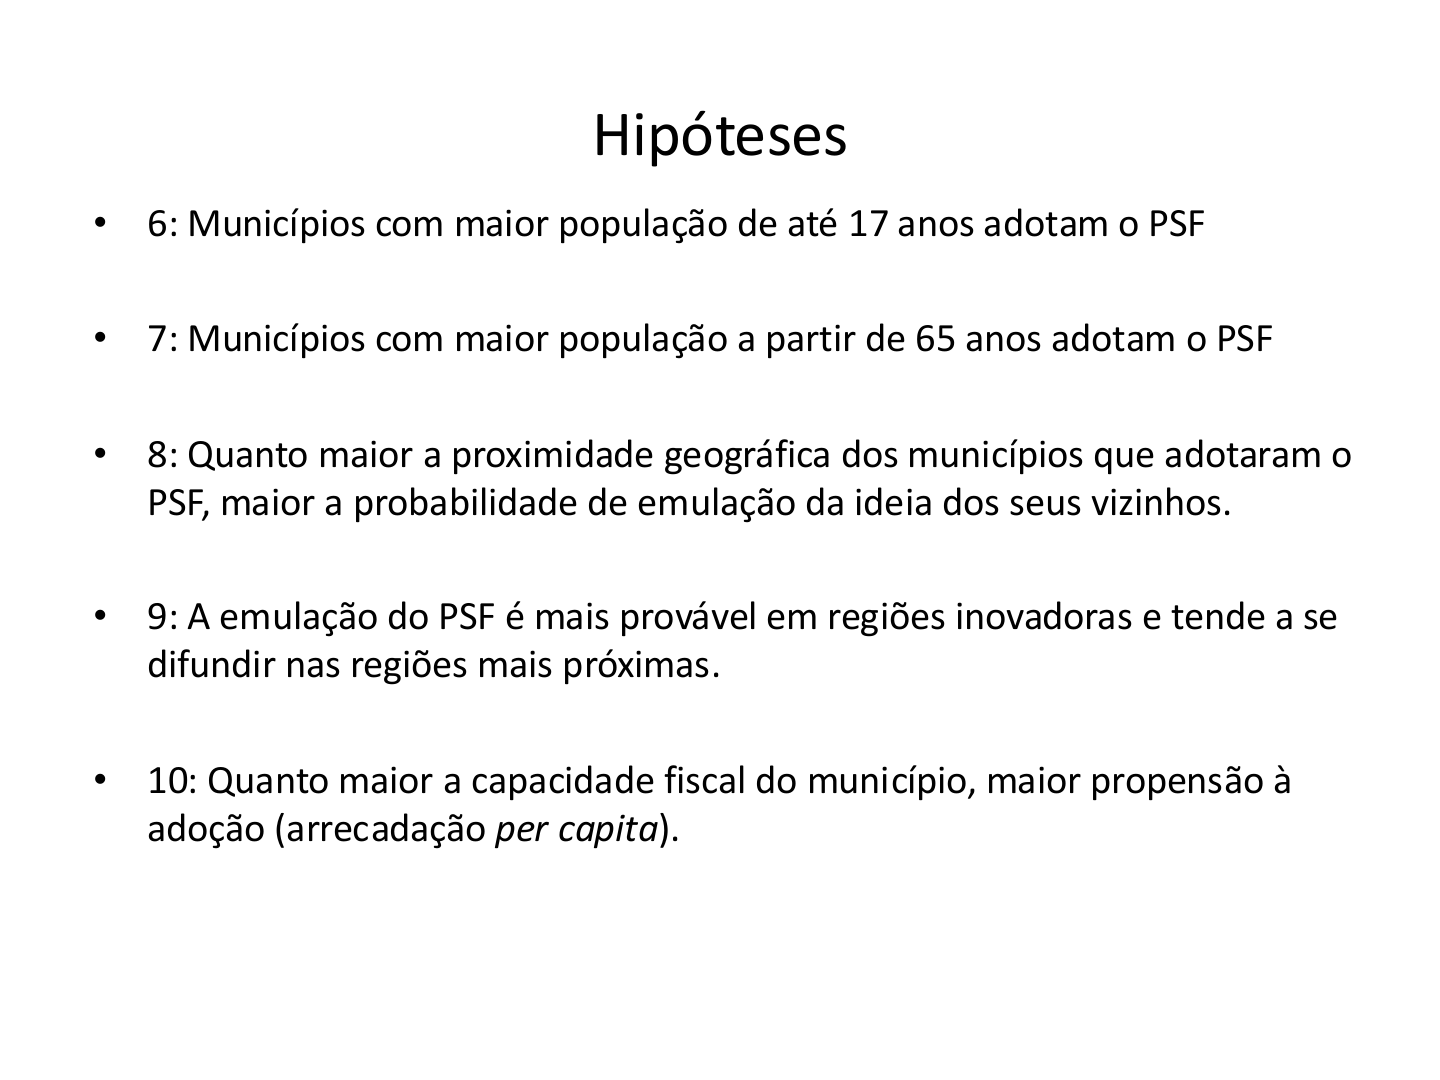 Hipóteses
• 6: Municípios com maior população de até 17 anos adotam o PSF
• 7: Municípios com maior população a partir de 65 anos adotam o PSF
• 8: Quanto maior a proximidade geográfica dos municípios que adotaram o
PSF, maior a probabilidade de emulação da ideia dos seus vizinhos.
• 9: A emulação do PSF é mais provável em regiões inovadoras e tende a se
difundir nas regiões mais próximas.
• 10: Quanto maior a capacidade fiscal do município, maior propensão à
adoção (arrecadação per capita).